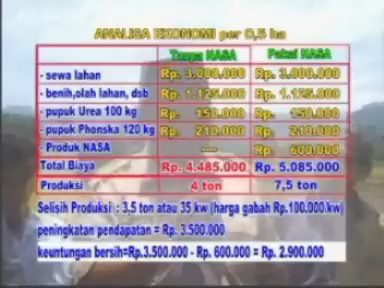 ANALISA EKONOMI per 0,5 ha
Tanpa NASA Pakai NASA
- sewa lahan Rp. 3.000.000 Rp. 3.000.000
- benih,olah lahan, dsb Rp. 1.125.000 Rp. 1.125.000
- pupuk Urea 100 kg Rp. 150.000 Rp. 150.000
- pupuk Phonska 120 kg Rp. 210.000 Rp. 210.000
- Produk NASA ---- Rp. 600.000
Total Biaya Rp. 4.485.000 Rp. 5.085.000
Produksi 4 ton 7,5 ton
Selisih Produksi : 3,5 ton atau 35 kw (harga gabah Rp.100.000/kw)
peningkatan pendapatan = Rp. 3.500.000
keuntungan bersih=Rp.3.500.000 - Rp. 600.000 = Rp. 2.900.000